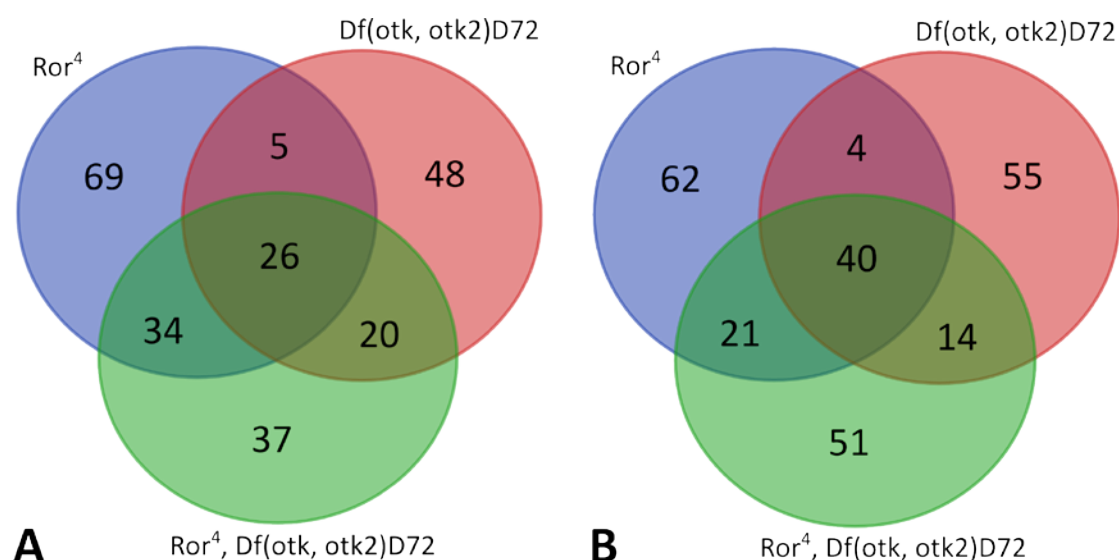 Df(otk, otk2)D72
Ror⁴
5
69
48
26
34
20
37
A
Ror⁴, Df(otk, otk2)D72
Df(otk, otk2)D72
Ror⁴
4
62
55
40
21
14
51
B
Ror⁴, Df(otk, otk2)D72